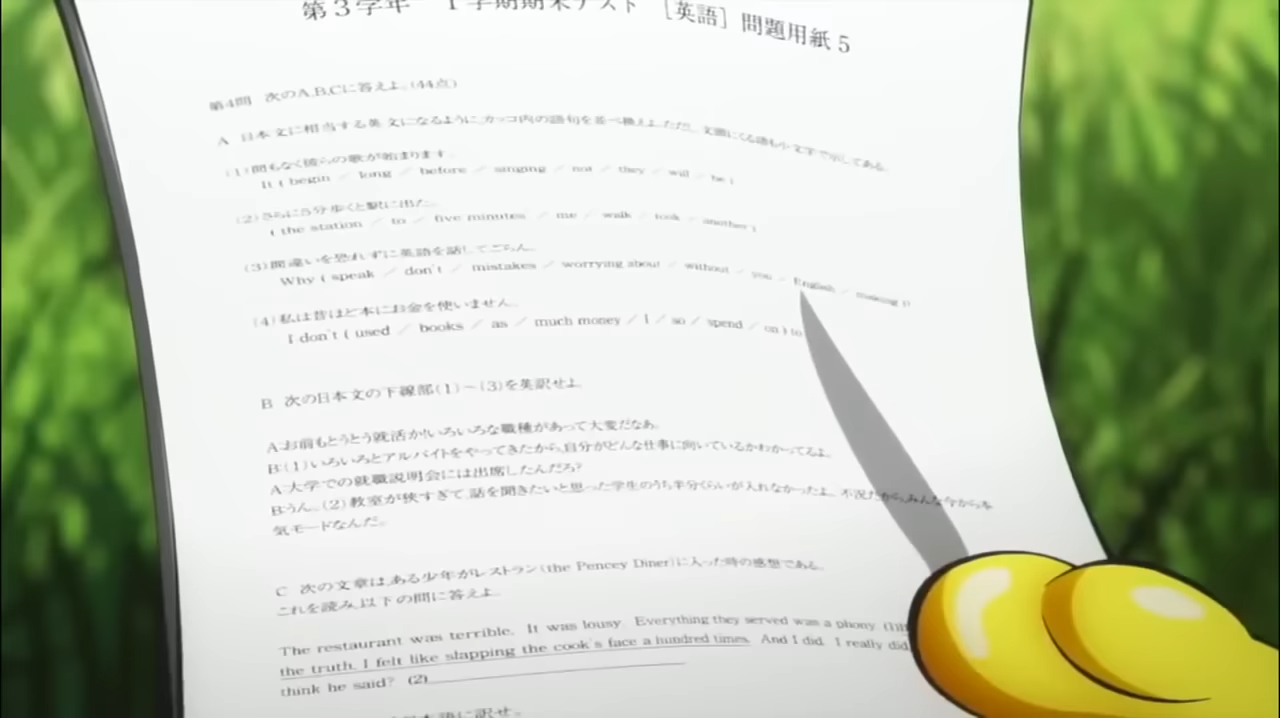 第3学年 1学期期末テスト [英語] 問題用紙5
第4問 次のA,B,Cに答えよ。(44点)
A 日本文に相当する英文になるように,カッコ内の語句を並べ換えよ。ただし、文頭にくる語も小文字で示してある。
(1)間もなく彼らの歌が始まります。
It ( begin / long / before / singing / not / they / will / be )
(2)さらに5分歩くと駅に出た。
( the station / to / five minutes / me / walk / took / another )
(3)間違いを恐れずに英語を話してごらん。
Why ( speak / don't / mistakes / worrying about / without / you / English / making )?
(4)私は昔ほど本にお金を使いません。
I don't ( used / books / as / much money / I / so / spend / on ) to
B 次の日本文の下線部(1)~(3)を英訳せよ。
A:お前もとうとう就活か!いろいろな職種があって大変だなあ。
B:(1)いろいろとアルバイトをやってきたから,自分がどんな仕事に向いているかわかってるよ。
A:大学での就職説明会には出席したんだろ?
B:うん。(2)教室が狭すぎて,話を聞きたいと思った学生のうち半分くらいが入れなかったよ。不況だから,みんな今から本
気モードなんだ。
C 次の文章は,ある少年がレストラン(the Pencey Diner)に入った時の感想である。
これを読み,以下の問に答えよ。
The restaurant was terrible. It was lousy. Everything they served was a phony.
the truth, I felt like slapping the cook's face a hundred times. And I did. I really did
think he said? (2)
本語に訳せ。